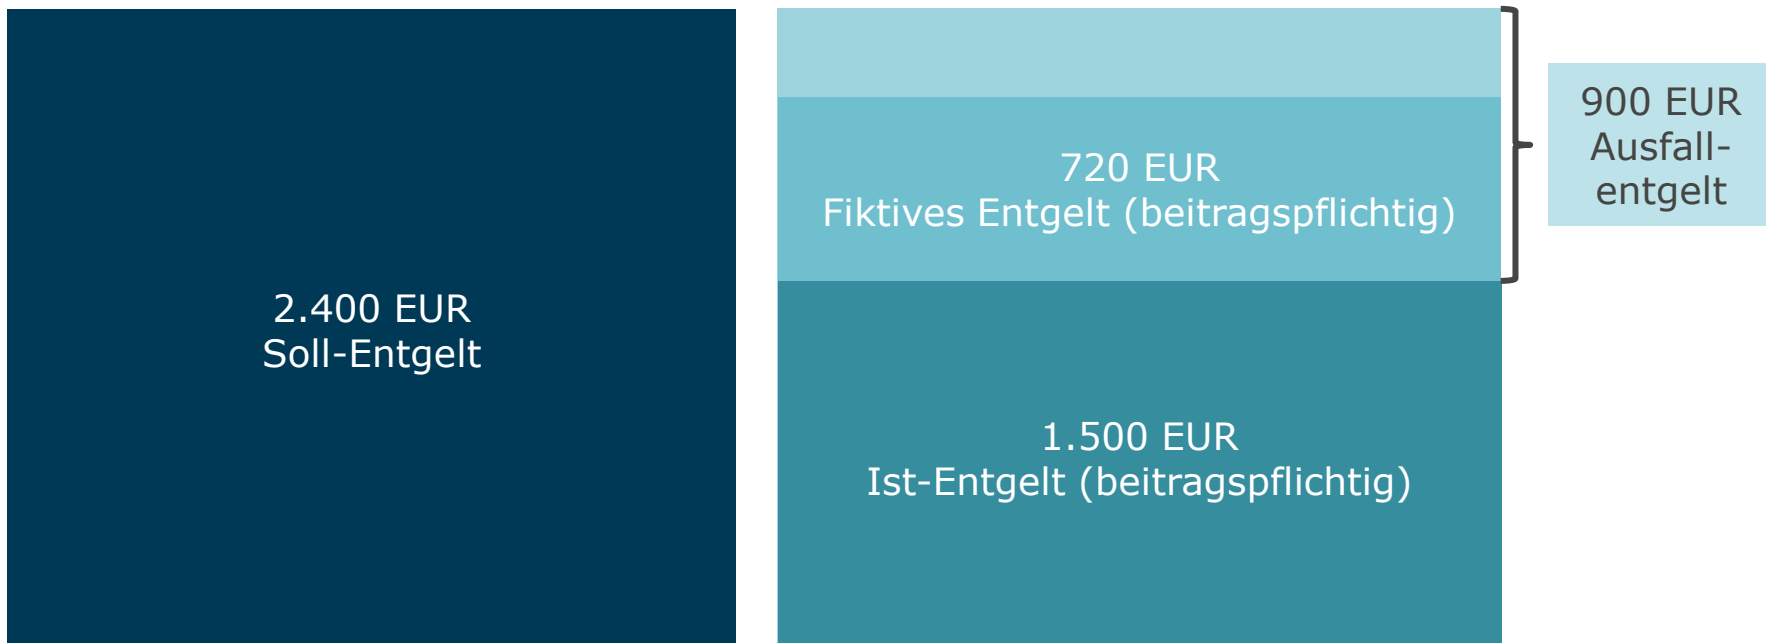 2.400 EUR
Soll-Entgelt
720 EUR
Fiktives Entgelt (beitragspflichtig)
1.500 EUR
Ist-Entgelt (beitragspflichtig)
900 EUR
Ausfall-
entgelt